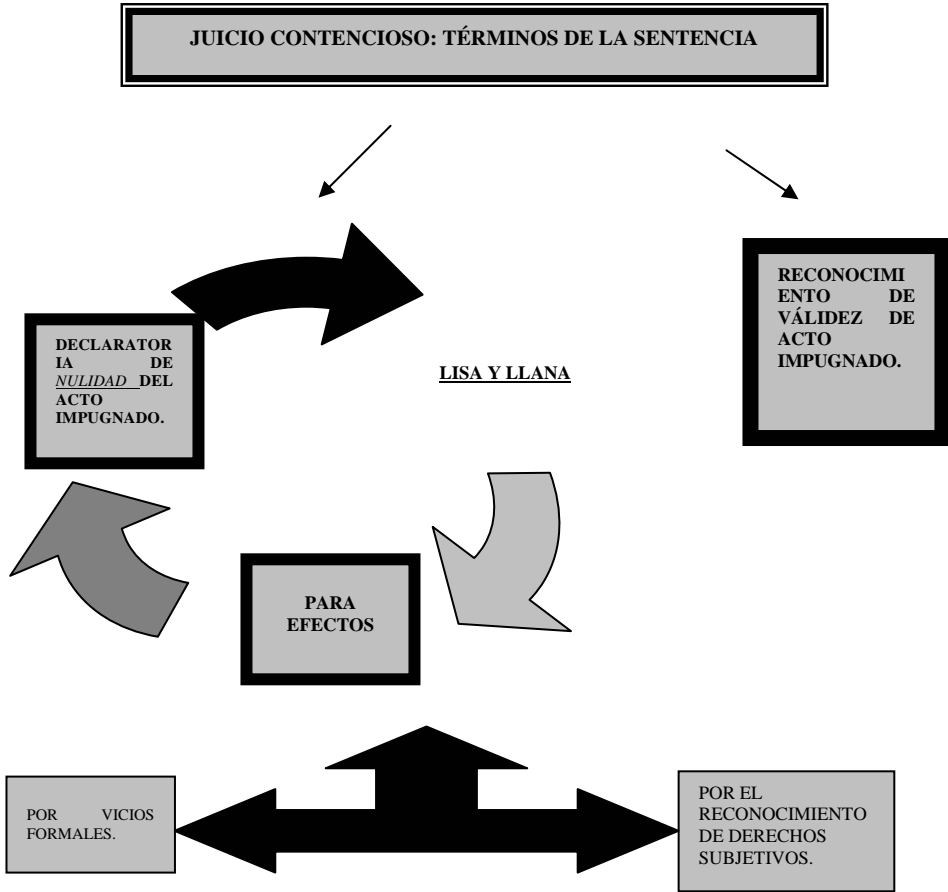 JUICIO CONTENCIOSO: TÉRMINOS DE LA SENTENCIA
RECONOCIMI
ENTO DE
VÁLIDEZ DE
ACTO
IMPUGNADO.
DECLARATOR
IA DE
NULIDAD DEL
ACTO
IMPUGNADO.
LISA Y LLANA
PARA
EFECTOS
POR VICIOS
FORMALES.
POR EL
RECONOCIMIENTO
DE DERECHOS
SUBJETIVOS.